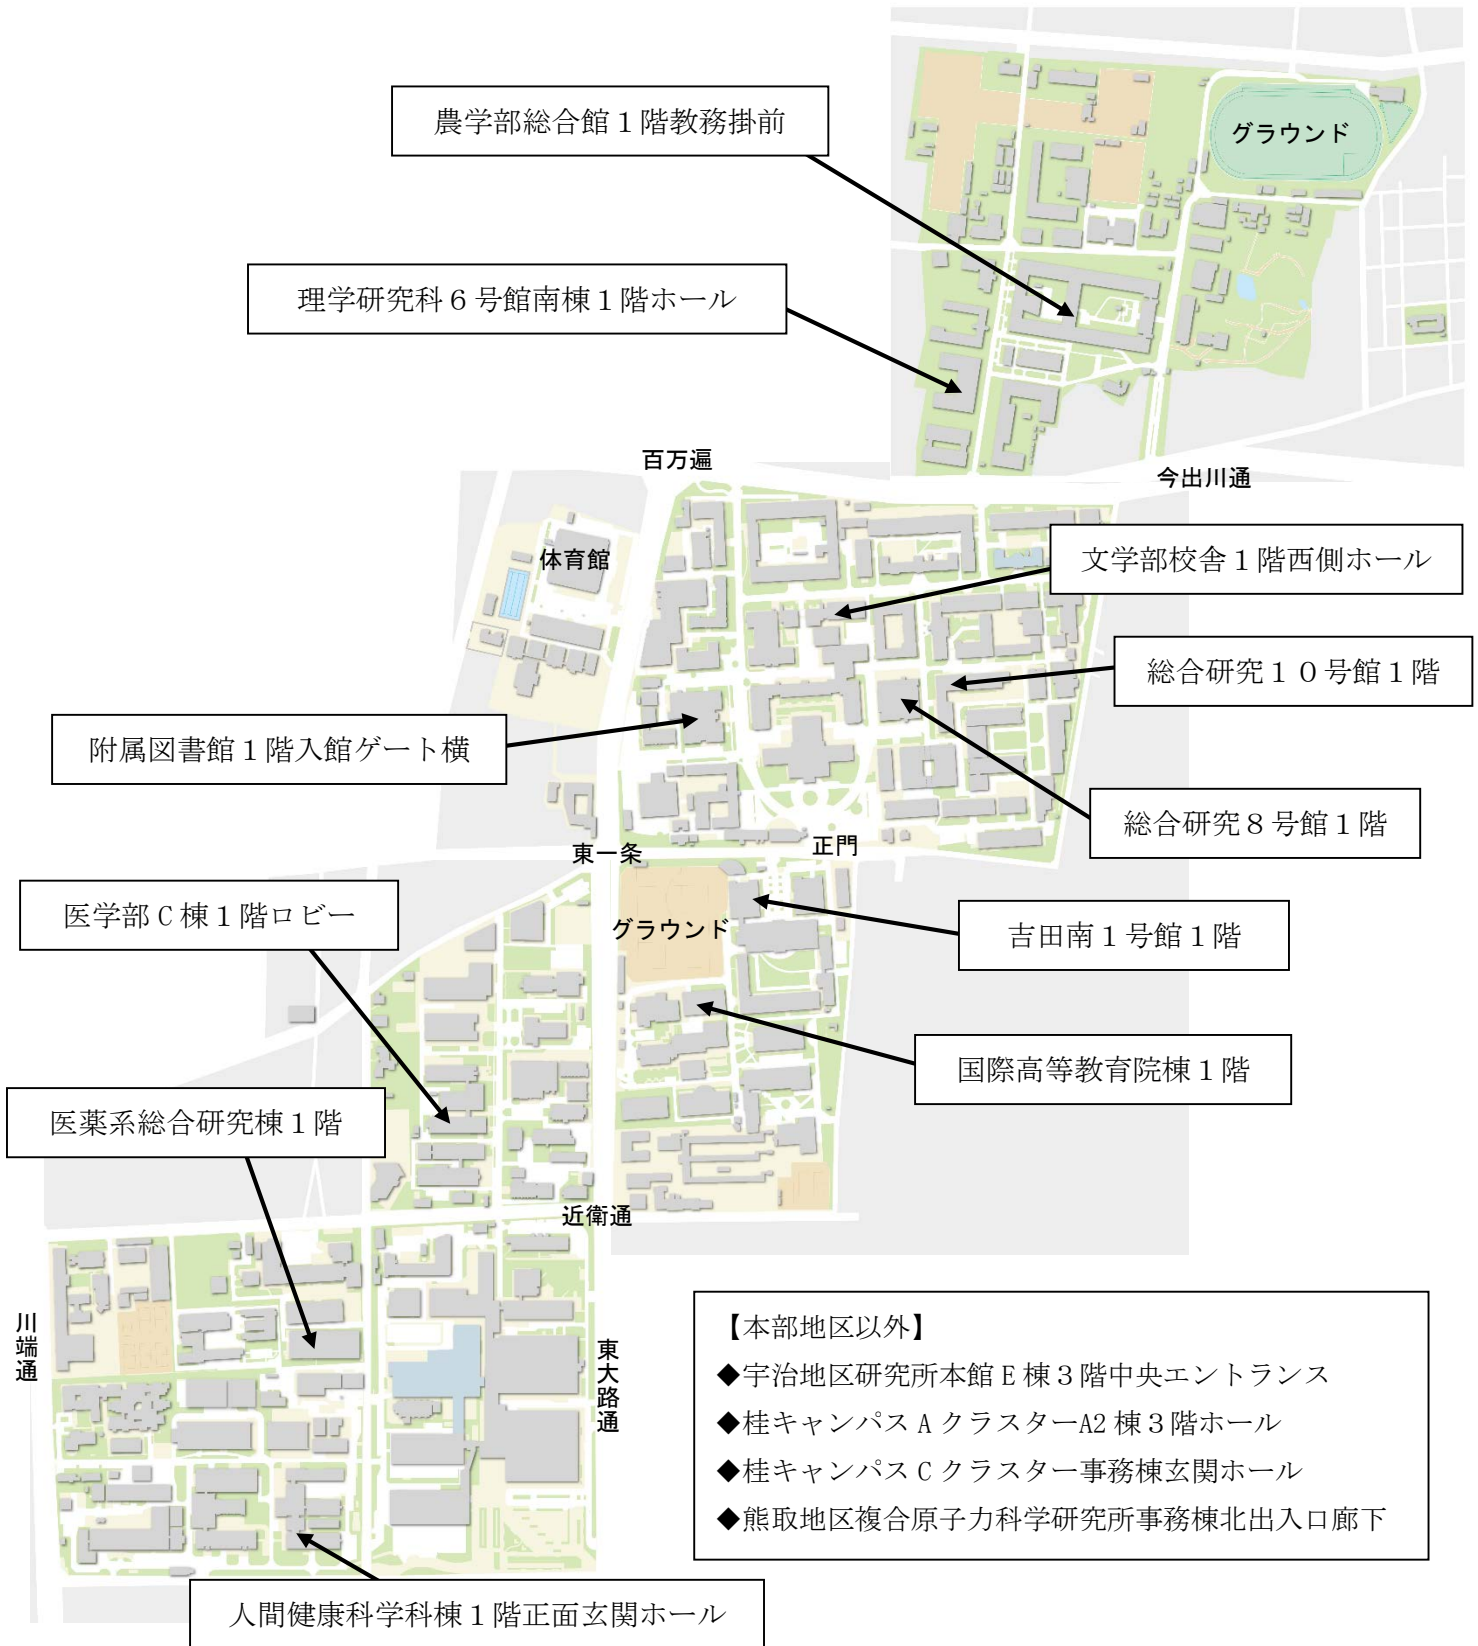 農学部総合館１階教務掛前
グラウンド
理学研究科６号館南棟１階ホール
百万遍
今出川通
体育館
文学部校舎１階西側ホール
総合研究１０号館１階
附属図書館１階入館ゲート横
総合研究８号館１階
正門
東一条
医学部 C 棟１階ロビー
グラウンド
吉田南１号館１階
国際高等教育院棟１階
医薬系総合研究棟１階
近衛通
川端通
東大路通
【本部地区以外】
◆宇治地区研究所本館 E 棟３階中央エントランス
◆桂キャンパス A クラスターA2 棟３階ホール
◆桂キャンパス C クラスター事務棟玄関ホール
◆熊取地区複合原子力科学研究所事務棟北出入口廊下
人間健康科学科棟１階正面玄関ホール